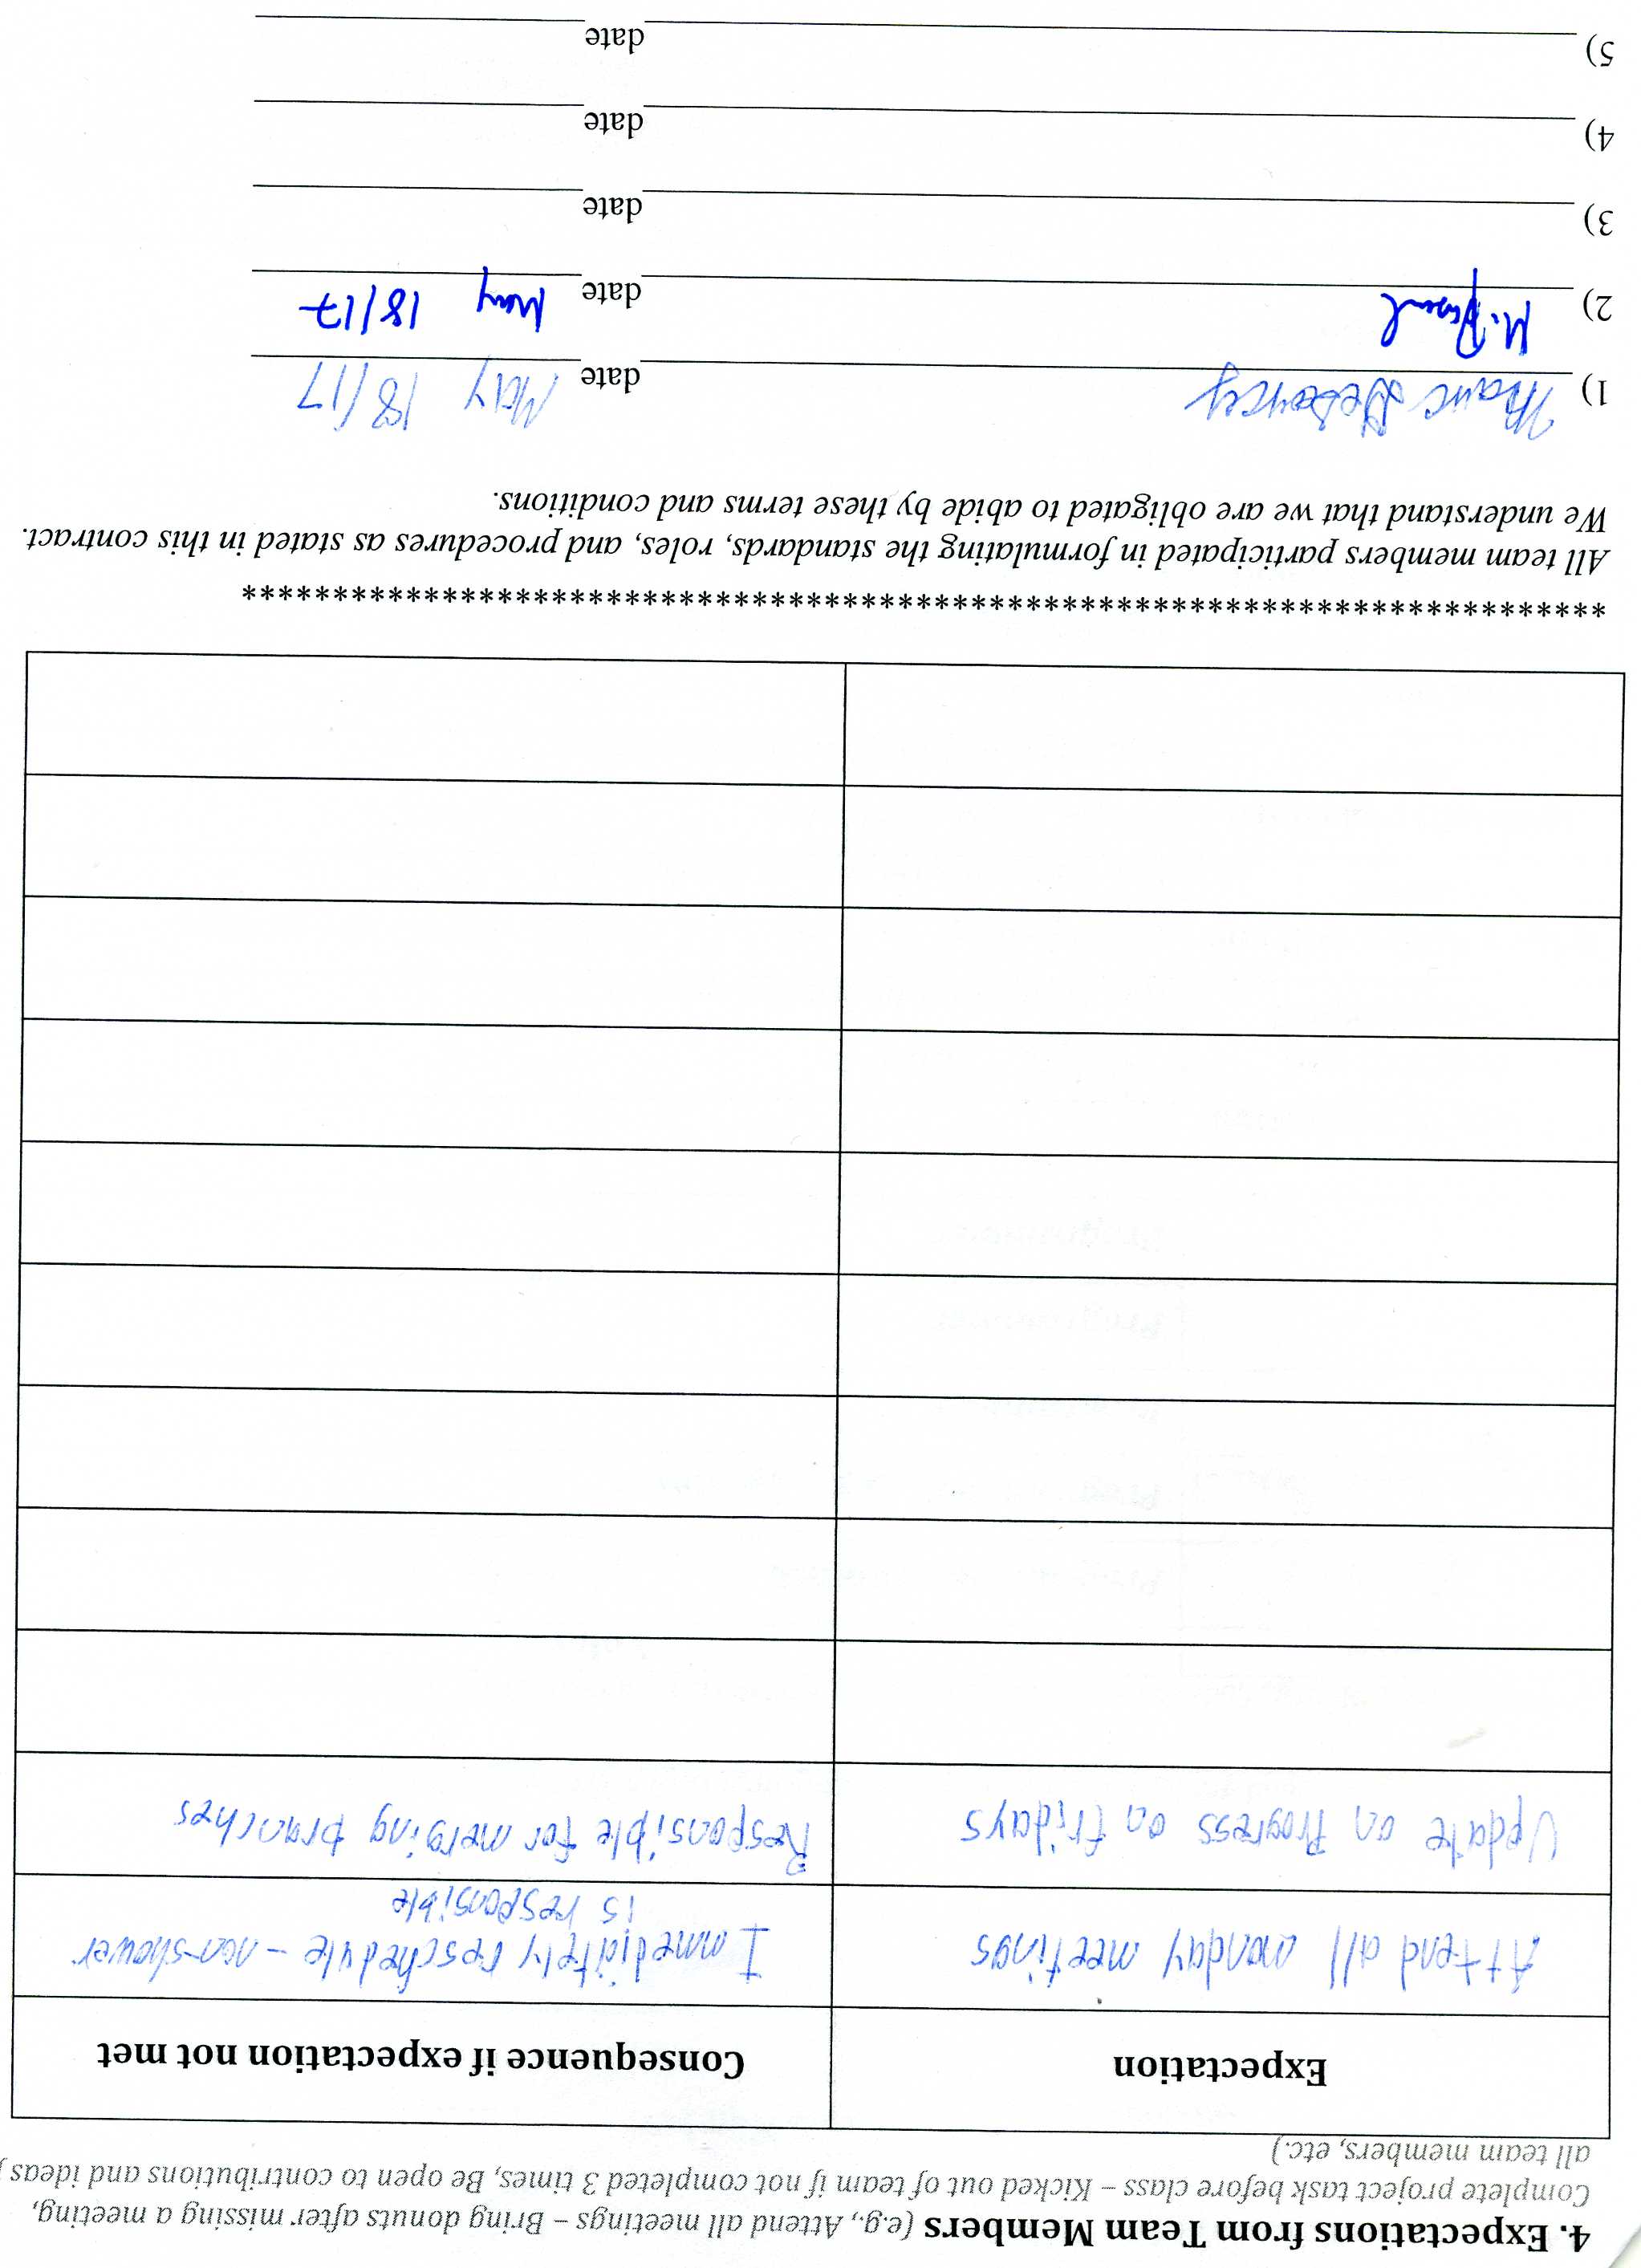 4. Expectations from Team Members (e.g., Attend all meetings – Bring donuts after missing a meeting,
Complete project task before class – Kicked out of team if not completed 3 times, Be open to contributions and ideas
all team members, etc.)
Expectation
Consequence if expectation not met
Attend all monday meetings
Immediately reschedule - non-shower
is responsible
Update on Progress on fridays
Responsible for merging branches
***************************************************************************
All team members participated in formulating the standards, roles, and procedures as stated in this contract.
We understand that we are obligated to abide by these terms and conditions.
1) Marc DeSorcy date May 18/17
2) M. date May 18/17
3) date
4) date
5) date